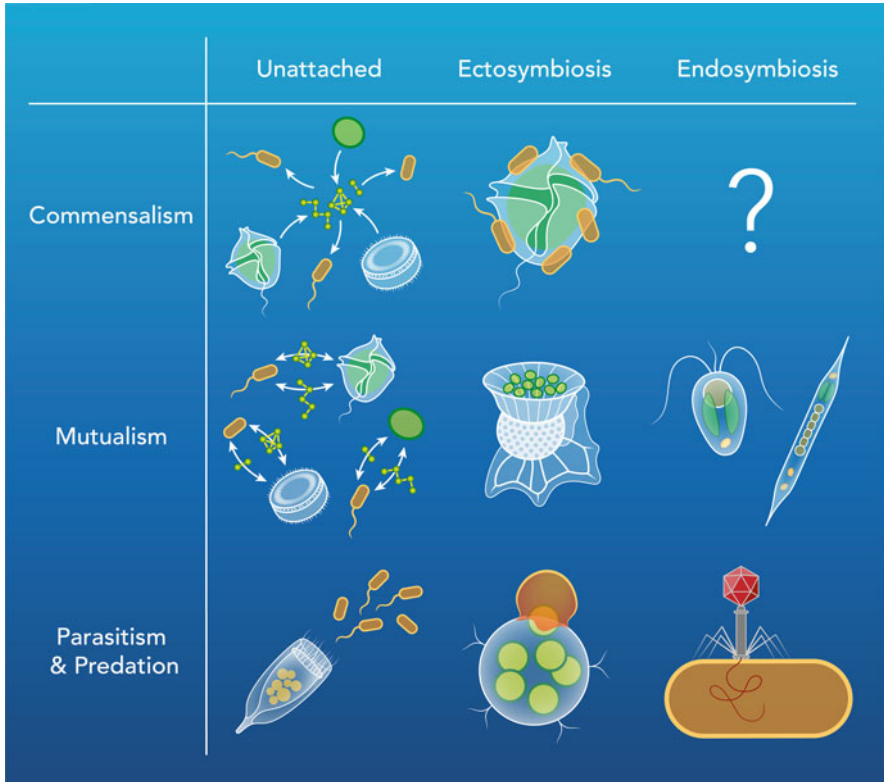 Unattached
Ectosymbiosis
Endosymbiosis
Commensalism
?
Mutualism
Parasitism
& Predation